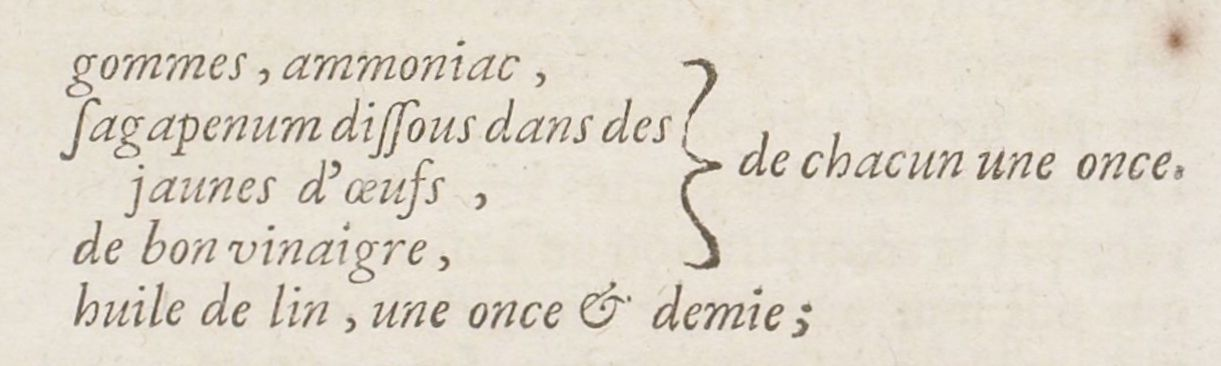 gommes, ammoniac,
ſagapenum diſſous dans des
jaunes d'œufs,
de bon vinaigre,
de chacun une once.
huile de lin, une once & demie;